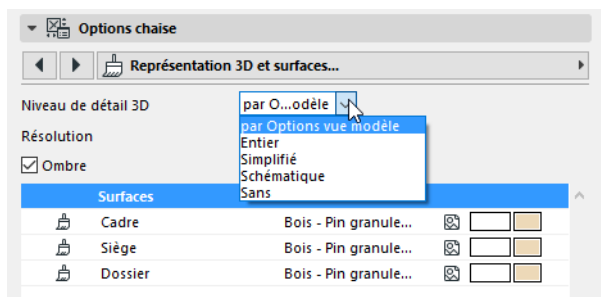 Options chaise
Représentation 3D et surfaces...
Niveau de détail 3D
par O...odèle
par Options vue modèle
Résolution
Entier
Simplifié
Ombre
Schématique
Sans
Surfaces
Cadre Bois - Pin granule...
Siège Bois - Pin granule...
Dossier Bois - Pin granule...